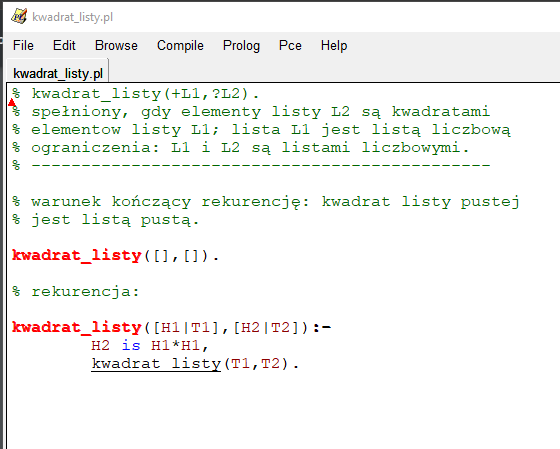 kwadrat_listy.pl
File Edit Browse Compile Prolog Pce Help
kwadrat_listy.pl
% kwadrat_listy(+L1,?L2).
% spełniony, gdy elementy listy L2 są kwadratami
% elementow listy L1; lista L1 jest listą liczbową
% ograniczenia: L1 i L2 są listami liczbowymi.
% ----------------------------------------------
% warunek kończący rekurencję: kwadrat listy pustej
% jest listą pustą.
kwadrat_listy([],[]).
% rekurencja:
kwadrat_listy([H1|T1],[H2|T2]):-
H2 is H1*H1,
kwadrat_listy(T1,T2).